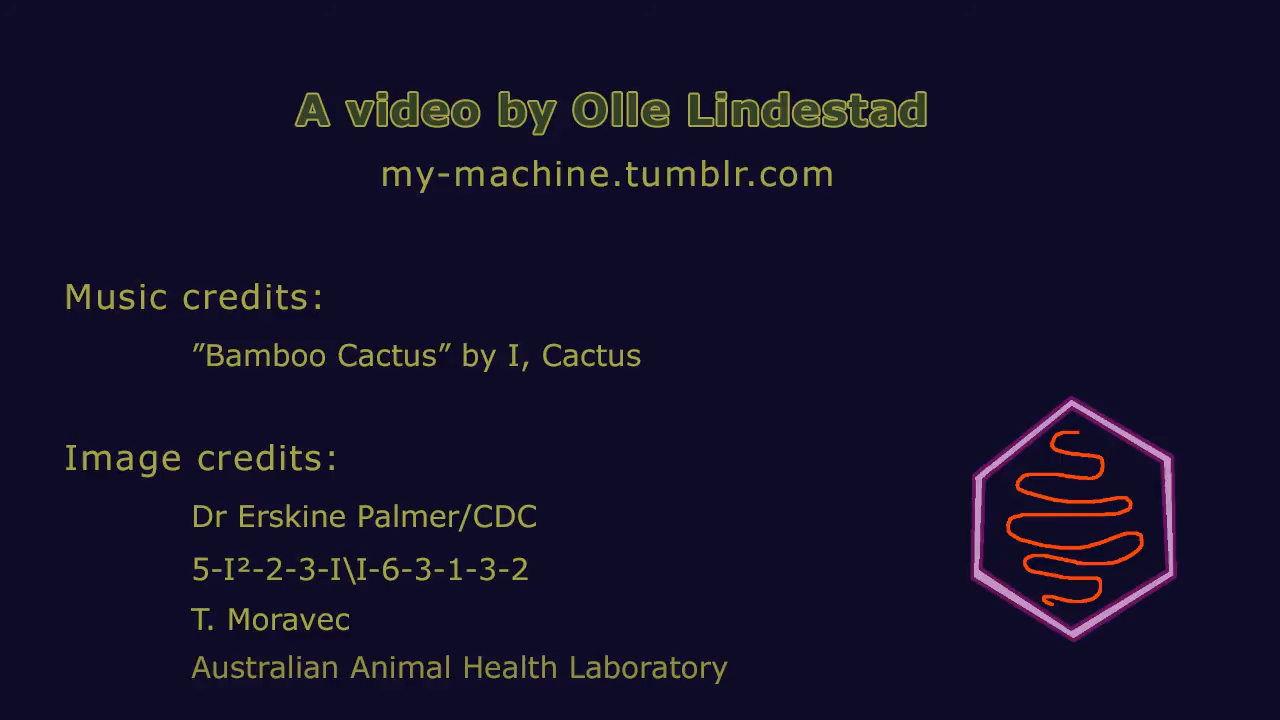 A video by Olle Lindestad
my-machine.tumblr.com
Music credits:
”Bamboo Cactus” by I, Cactus
Image credits:
Dr Erskine Palmer/CDC
5-I²-2-3-I\I-6-3-1-3-2
T. Moravec
Australian Animal Health Laboratory